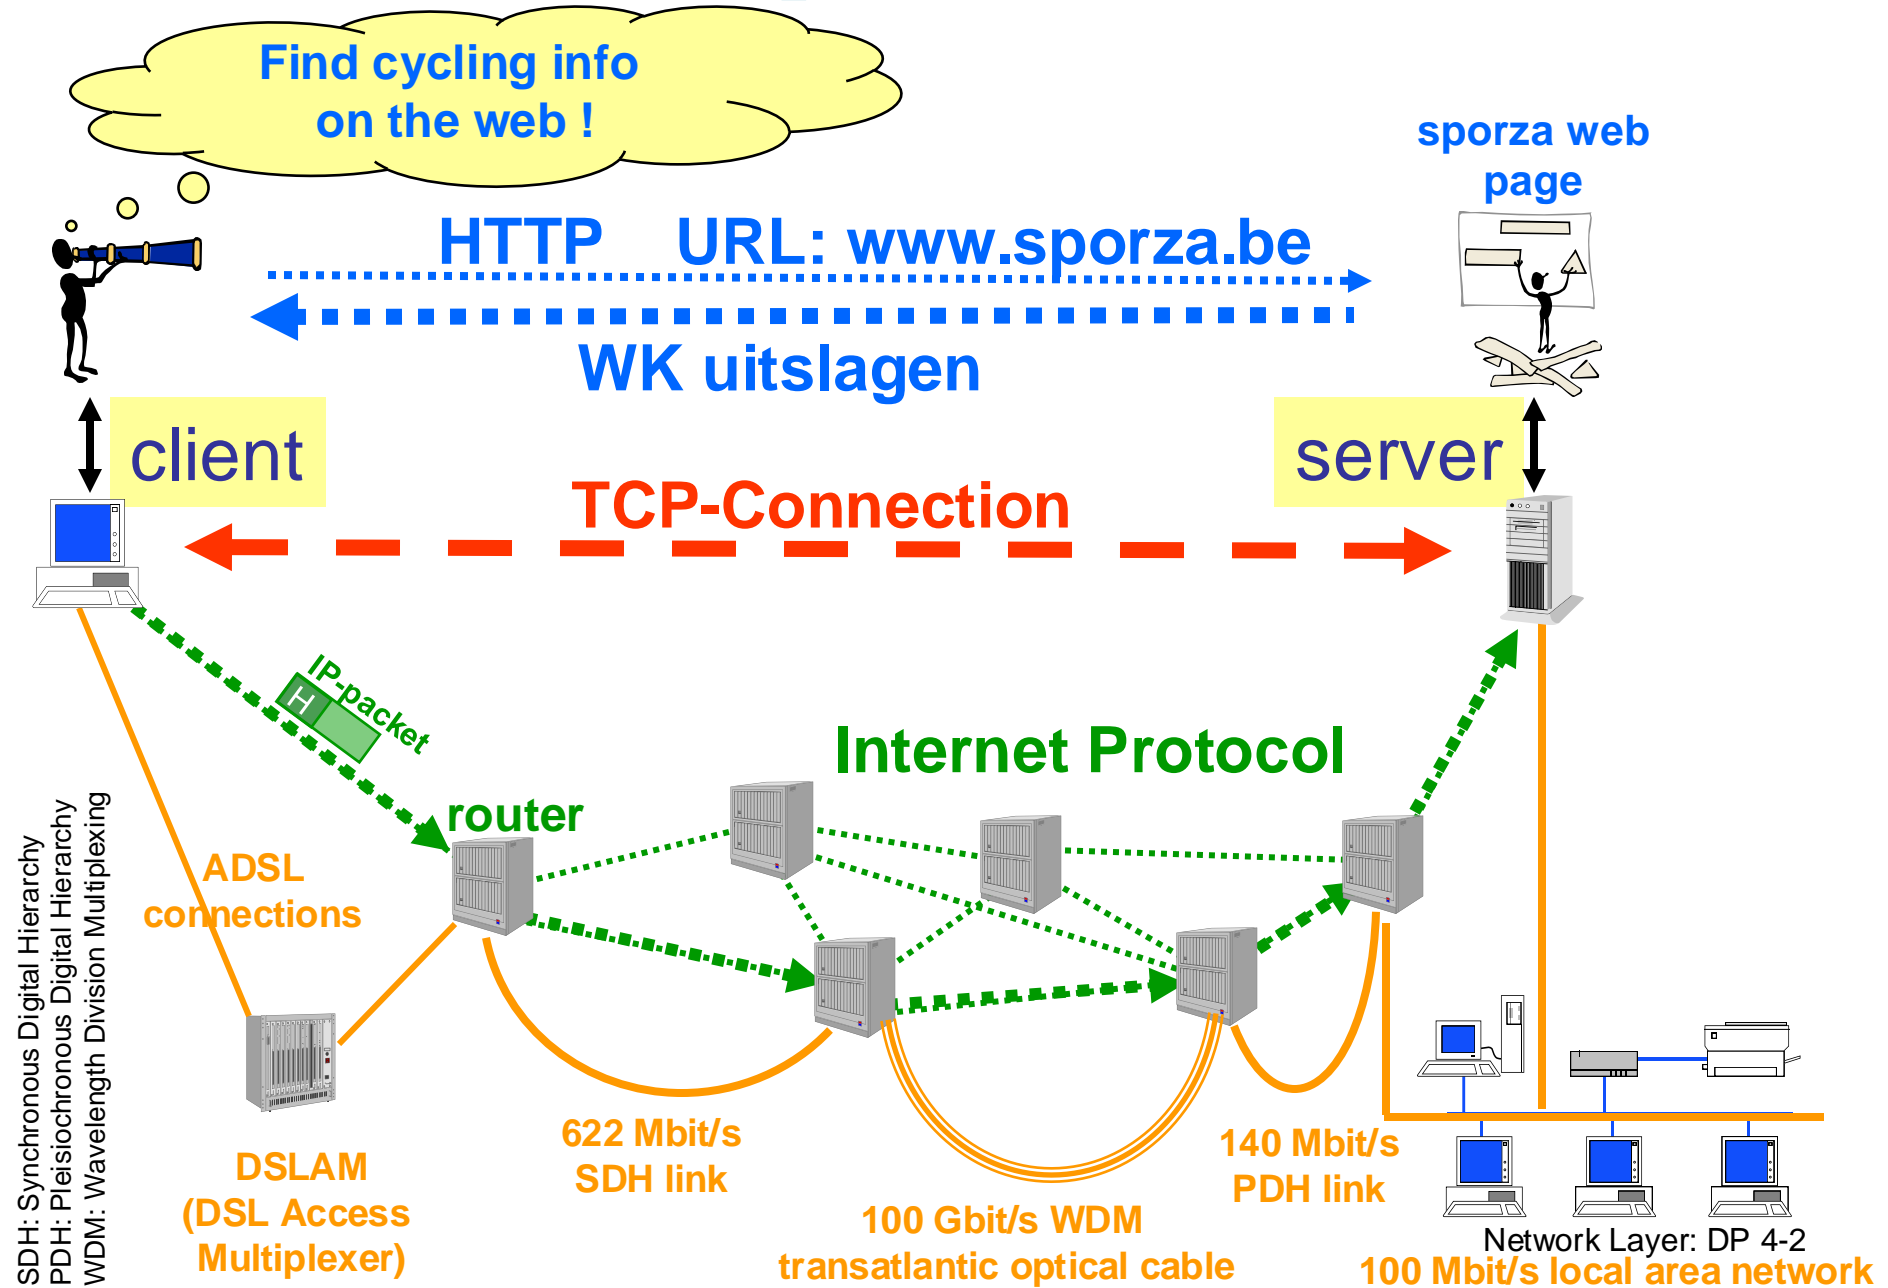 Find cycling info
on the web !
sporza web
page
HTTP URL: www.sporza.be
WK uitslagen
client
server
TCP-Connection
IP-packet
H
Internet Protocol
router
ADSL
connections
SDH: Synchronous Digital Hierarchy
PDH: Pleisiochronous Digital Hierarchy
WDM: Wavelength Division Multiplexing
DSLAM
(DSL Access
Multiplexer)
622 Mbit/s
SDH link
100 Gbit/s WDM
transatlantic optical cable
140 Mbit/s
PDH link
Network Layer: DP 4-2
100 Mbit/s local area network